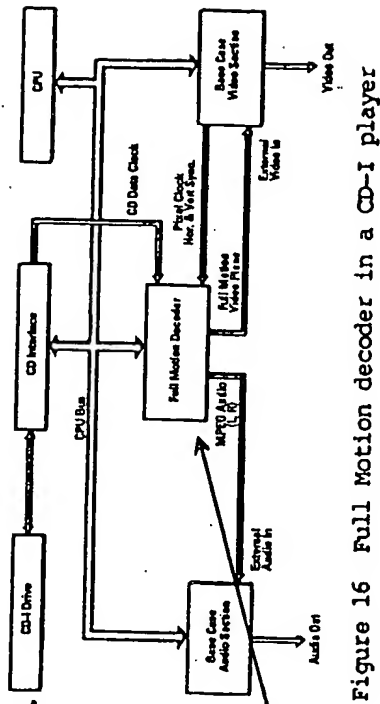 CD-I Drive
CD Interface
CPU
CPU Bus
CD Data Clock
Base Case
Audio Section
Full Motion Decoder
Base Case
Video Section
Pixel Clock
Hor. & Vert Sync.
Full Motion
Video Plane
External
Video In
MPEG Audio
(L, R)
External
Audio In
Audio Out
Video Out
Figure 16 Full Motion decoder in a CD-I player